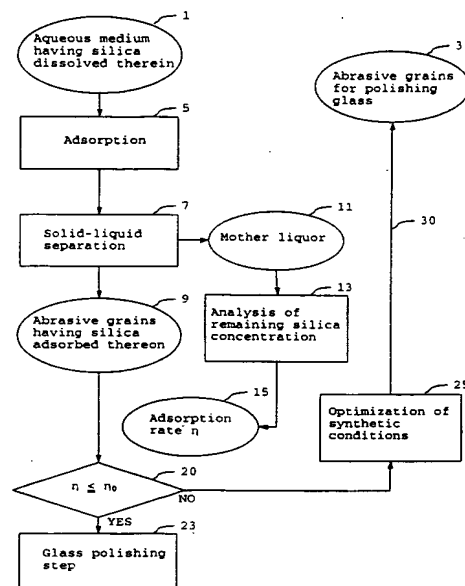 1
Aqueous medium
having silica
dissolved therein
3
Abrasive grains
for polishing
glass
5
Adsorption
7
Solid-liquid
separation
11
Mother liquor
30
9
Abrasive grains
having silica
adsorbed thereon
13
Analysis of
remaining silica
concentration
15
Adsorption
rate η
25
Optimization of
synthetic
conditions
20
η ≤ η₀
NO
YES
23
Glass polishing
step